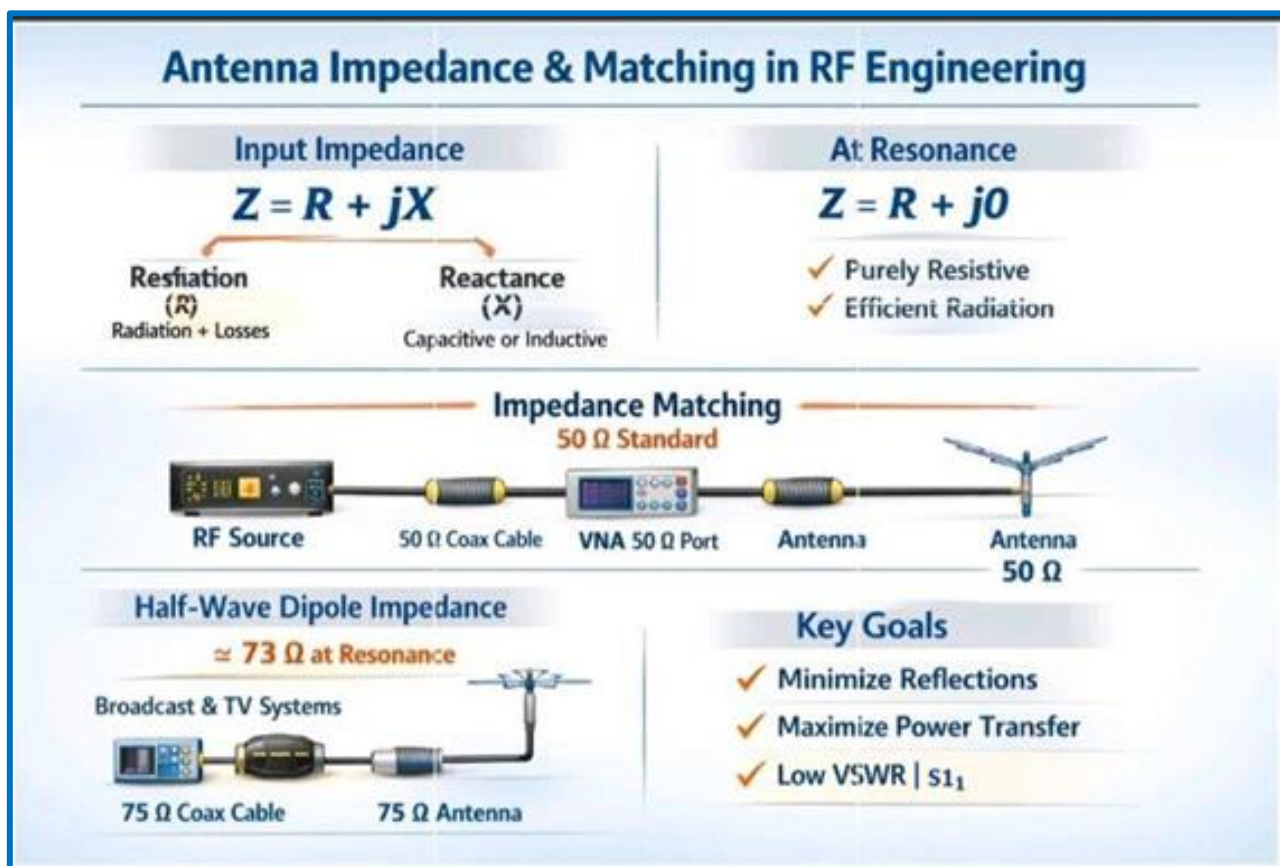 Antenna Impedance & Matching in RF Engineering
Input Impedance
Z = R + jX
Resfiation
(R)
Radiation + Losses
Reactance
(X)
Capacitive or Inductive
At Resonance
Z = R + j0
✓ Purely Resistive
✓ Efficient Radiation
Impedance Matching
50 Ω Standard
RF Source
50 Ω Coax Cable
VNA 50 Ω Port
Antenna
Antenna
50 Ω
Half-Wave Dipole Impedance
≃ 73 Ω at Resonance
Broadcast & TV Systems
75 Ω Coax Cable
75 Ω Antenna
Key Goals
✓ Minimize Reflections
✓ Maximize Power Transfer
✓ Low VSWR | S1₁